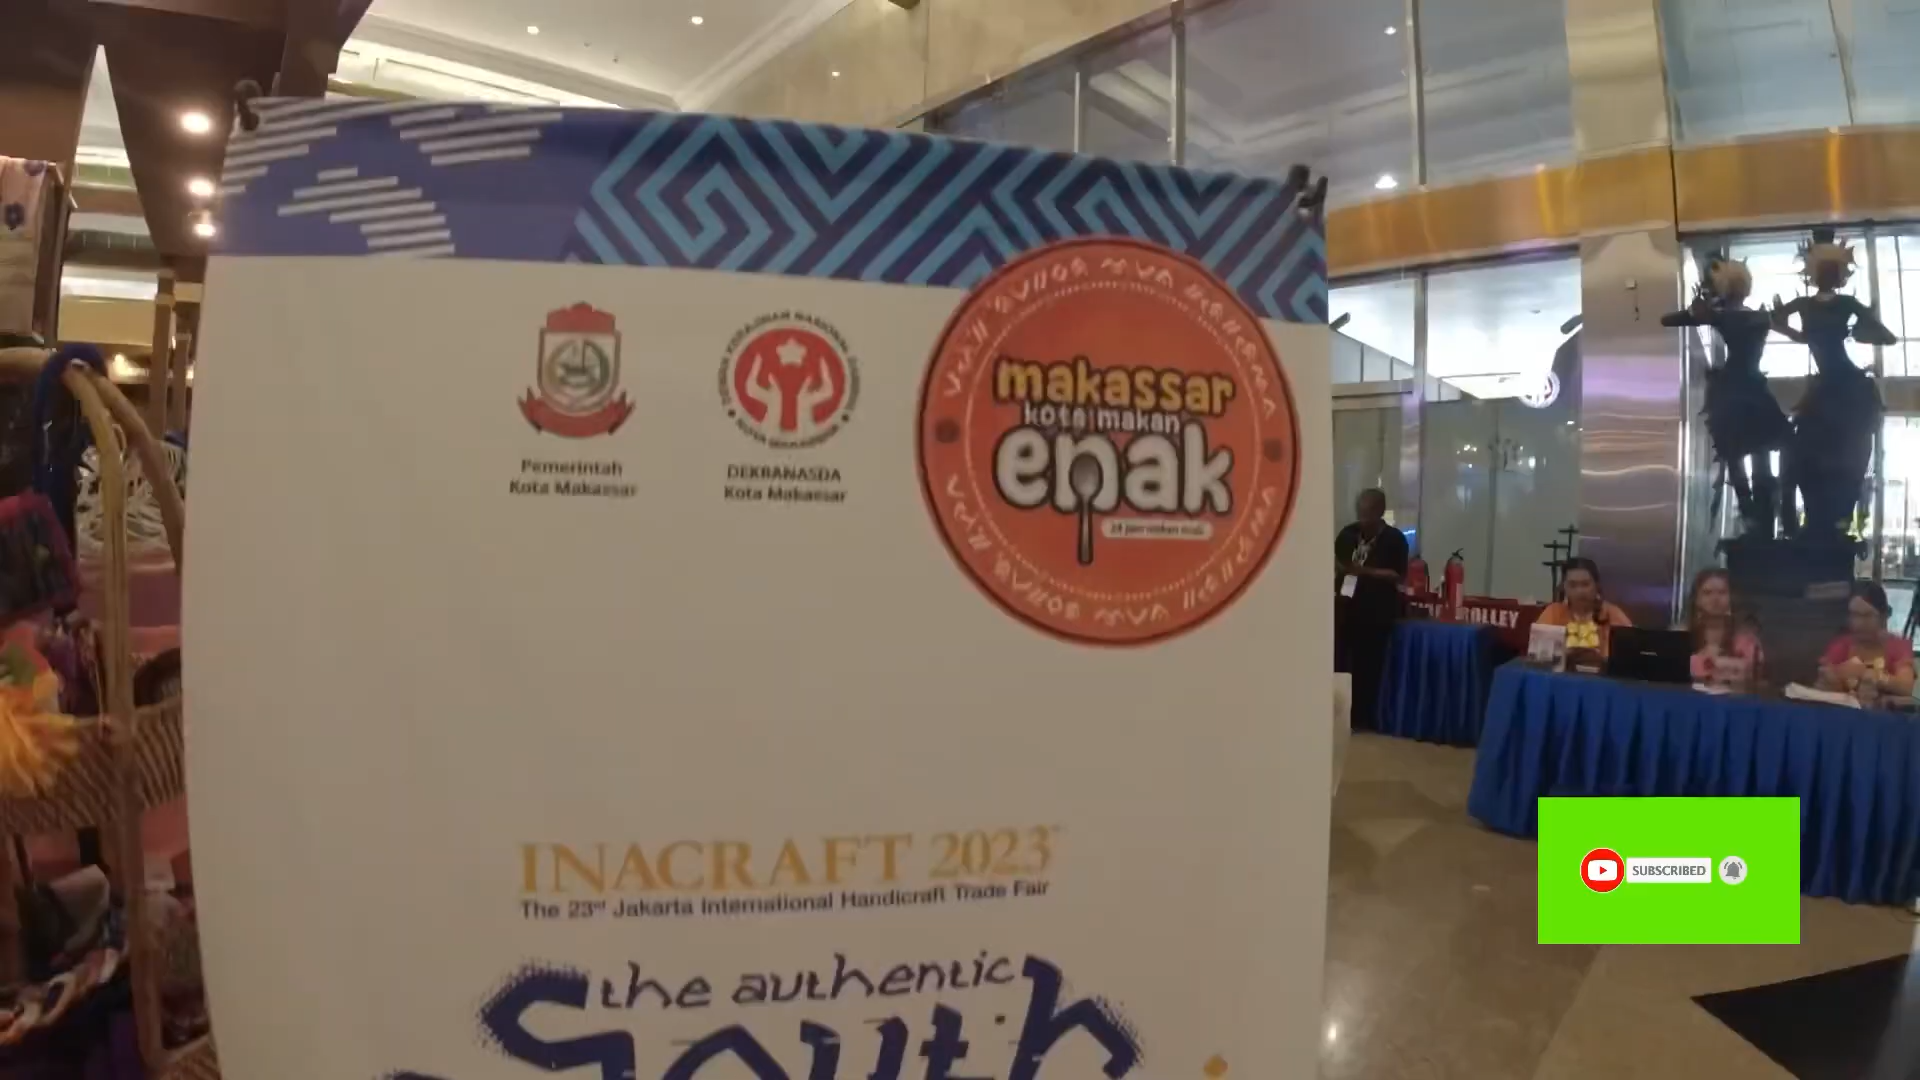 makassar
kota makan
enak
Pemerintah
Kota Makassar
DEKRANASDA
Kota Makassar
INACRAFT 2023
The 23rd Jakarta International Handicraft Trade Fair
the authentic
South
TROLLEY
SUBSCRIBED